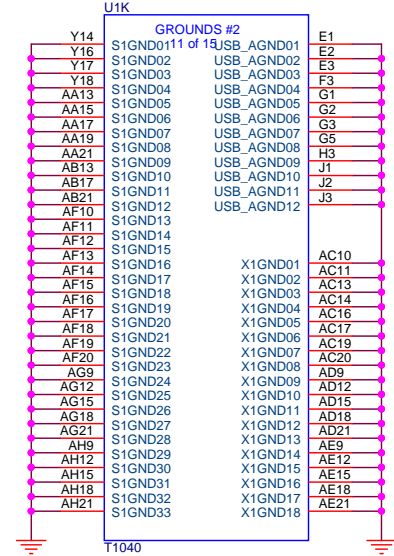 U1K
GROUNDS #2
11 of 15
Y14 S1GND01 USB_AGND01 E1
Y16 S1GND02 USB_AGND02 E2
Y17 S1GND03 USB_AGND03 E3
Y18 S1GND04 USB_AGND04 F3
AA13 S1GND05 USB_AGND05 G1
AA15 S1GND06 USB_AGND06 G2
AA17 S1GND07 USB_AGND07 G3
AA19 S1GND08 USB_AGND08 G5
AA21 S1GND09 USB_AGND09 H3
AB13 S1GND10 USB_AGND10 J1
AB17 S1GND11 USB_AGND11 J2
AB21 S1GND12 USB_AGND12 J3
AF10 S1GND13
AF11 S1GND14
AF12 S1GND15
AF13 S1GND16 X1GND01 AC10
AF14 S1GND17 X1GND02 AC11
AF15 S1GND18 X1GND03 AC13
AF16 S1GND19 X1GND04 AC14
AF17 S1GND20 X1GND05 AC16
AF18 S1GND21 X1GND06 AC17
AF19 S1GND22 X1GND07 AC19
AF20 S1GND23 X1GND08 AC20
AG9 S1GND24 X1GND09 AD9
AG12 S1GND25 X1GND10 AD12
AG15 S1GND26 X1GND11 AD15
AG18 S1GND27 X1GND12 AD18
AG21 S1GND28 X1GND13 AD21
AH9 S1GND29 X1GND14 AE9
AH12 S1GND30 X1GND15 AE12
AH15 S1GND31 X1GND16 AE15
AH18 S1GND32 X1GND17 AE18
AH21 S1GND33 X1GND18 AE21
T1040